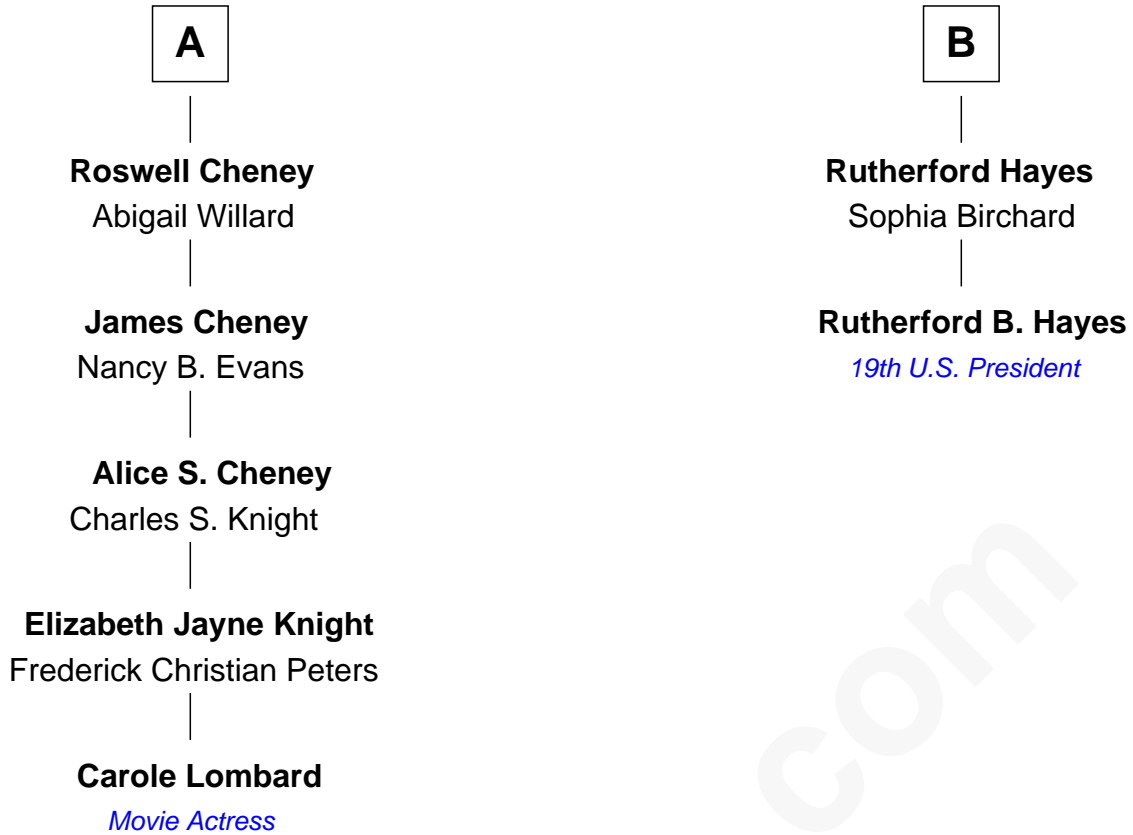 A
Roswell Cheney
Abigail Willard
James Cheney
Nancy B. Evans
Alice S. Cheney
Charles S. Knight
Elizabeth Jayne Knight
Frederick Christian Peters
Carole Lombard
Movie Actress
B
Rutherford Hayes
Sophia Birchard
Rutherford B. Hayes
19th U.S. President
com